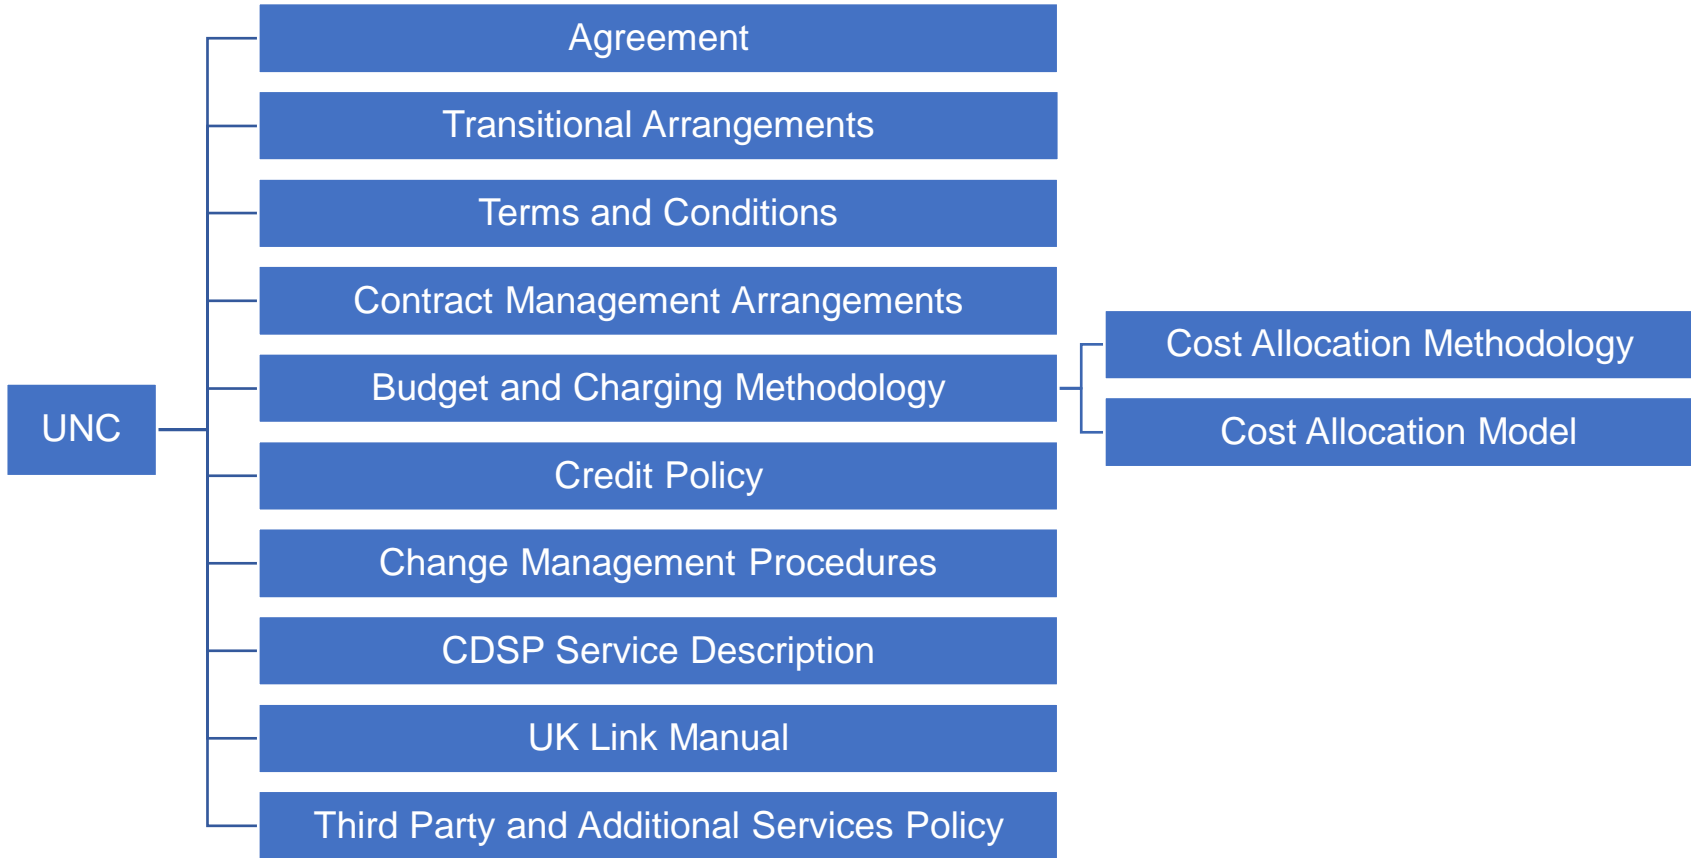 UNC
Agreement
Transitional Arrangements
Terms and Conditions
Contract Management Arrangements
Budget and Charging Methodology
Credit Policy
Change Management Procedures
CDSP Service Description
UK Link Manual
Third Party and Additional Services Policy
Cost Allocation Methodology
Cost Allocation Model